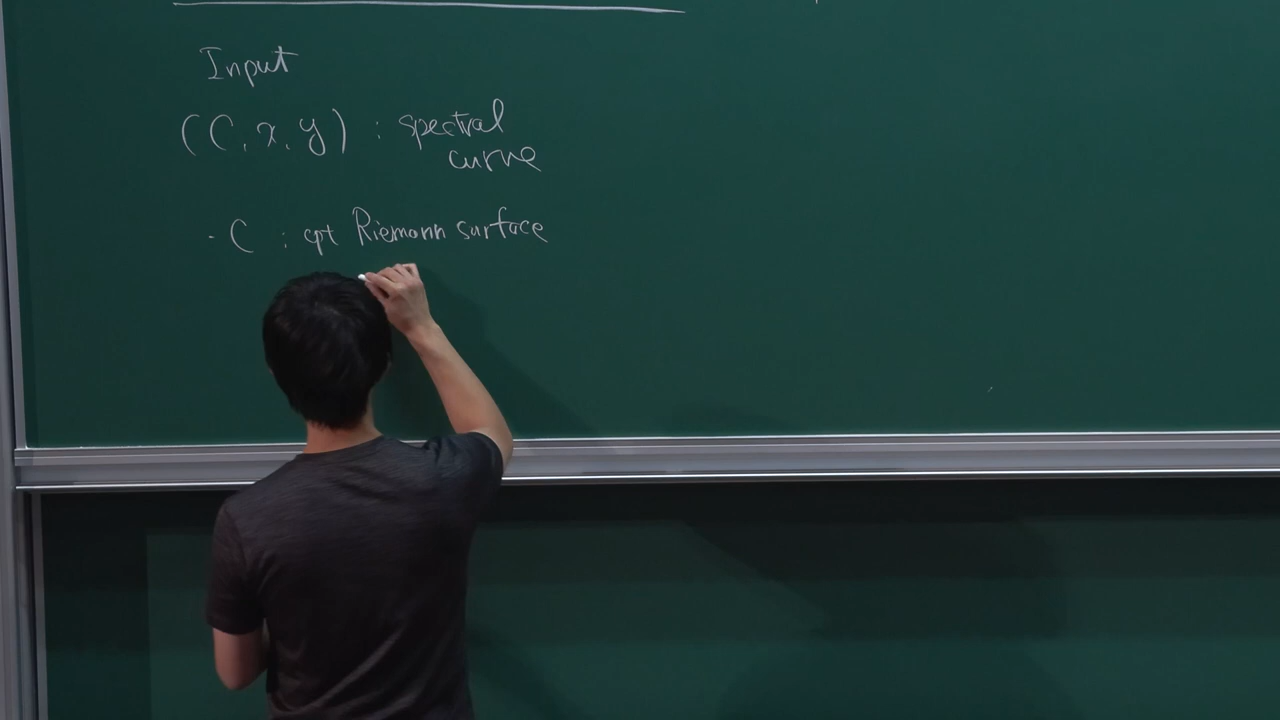 Input
(C, x, y) : spectral
curve
· C : cpt Riemann surface